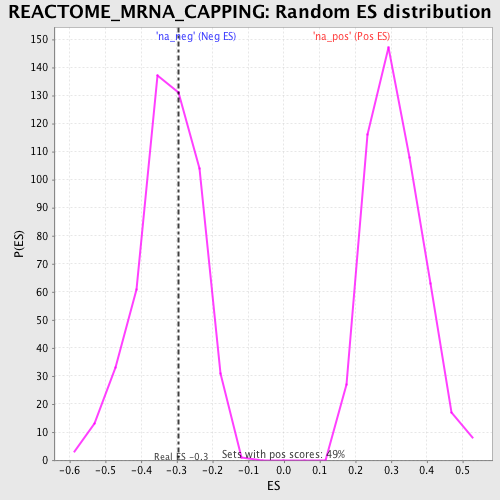 REACTOME_MRNA_CAPPING: Random ES distribution
'na_neg' (Neg ES) 'na_pos' (Pos ES)
150
140
130
120
110
100
90
80
70
60
50
40
30
20
10
0
P(ES)
Real ES -0.3 Sets with pos scores: 49%
-0.6 -0.5 -0.4 -0.3 -0.2 -0.1 0.0 0.1 0.2 0.3 0.4 0.5
ES